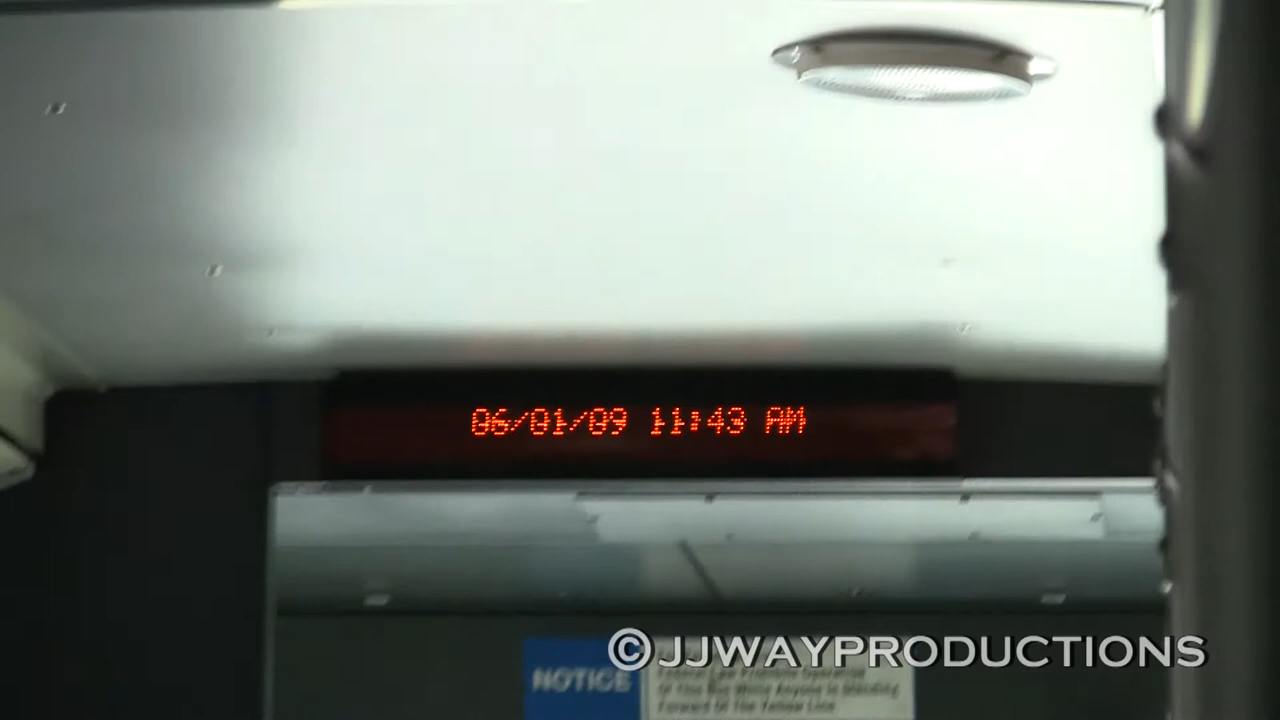 06/01/09 11:43 AM
©JJWAYPRODUCTIONS
NOTICE
Federal Law Prohibits Operation
Of This Bus While Anyone Is Standing
Forward Of The Yellow Line